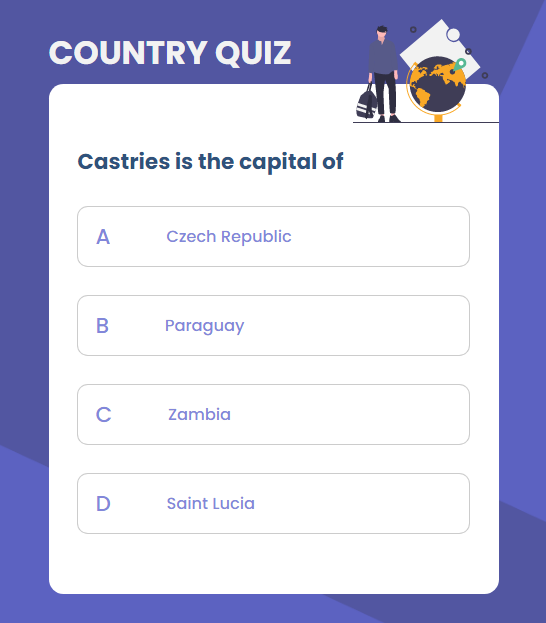 COUNTRY QUIZ
Castries is the capital of
A Czech Republic
B Paraguay
C Zambia
D Saint Lucia